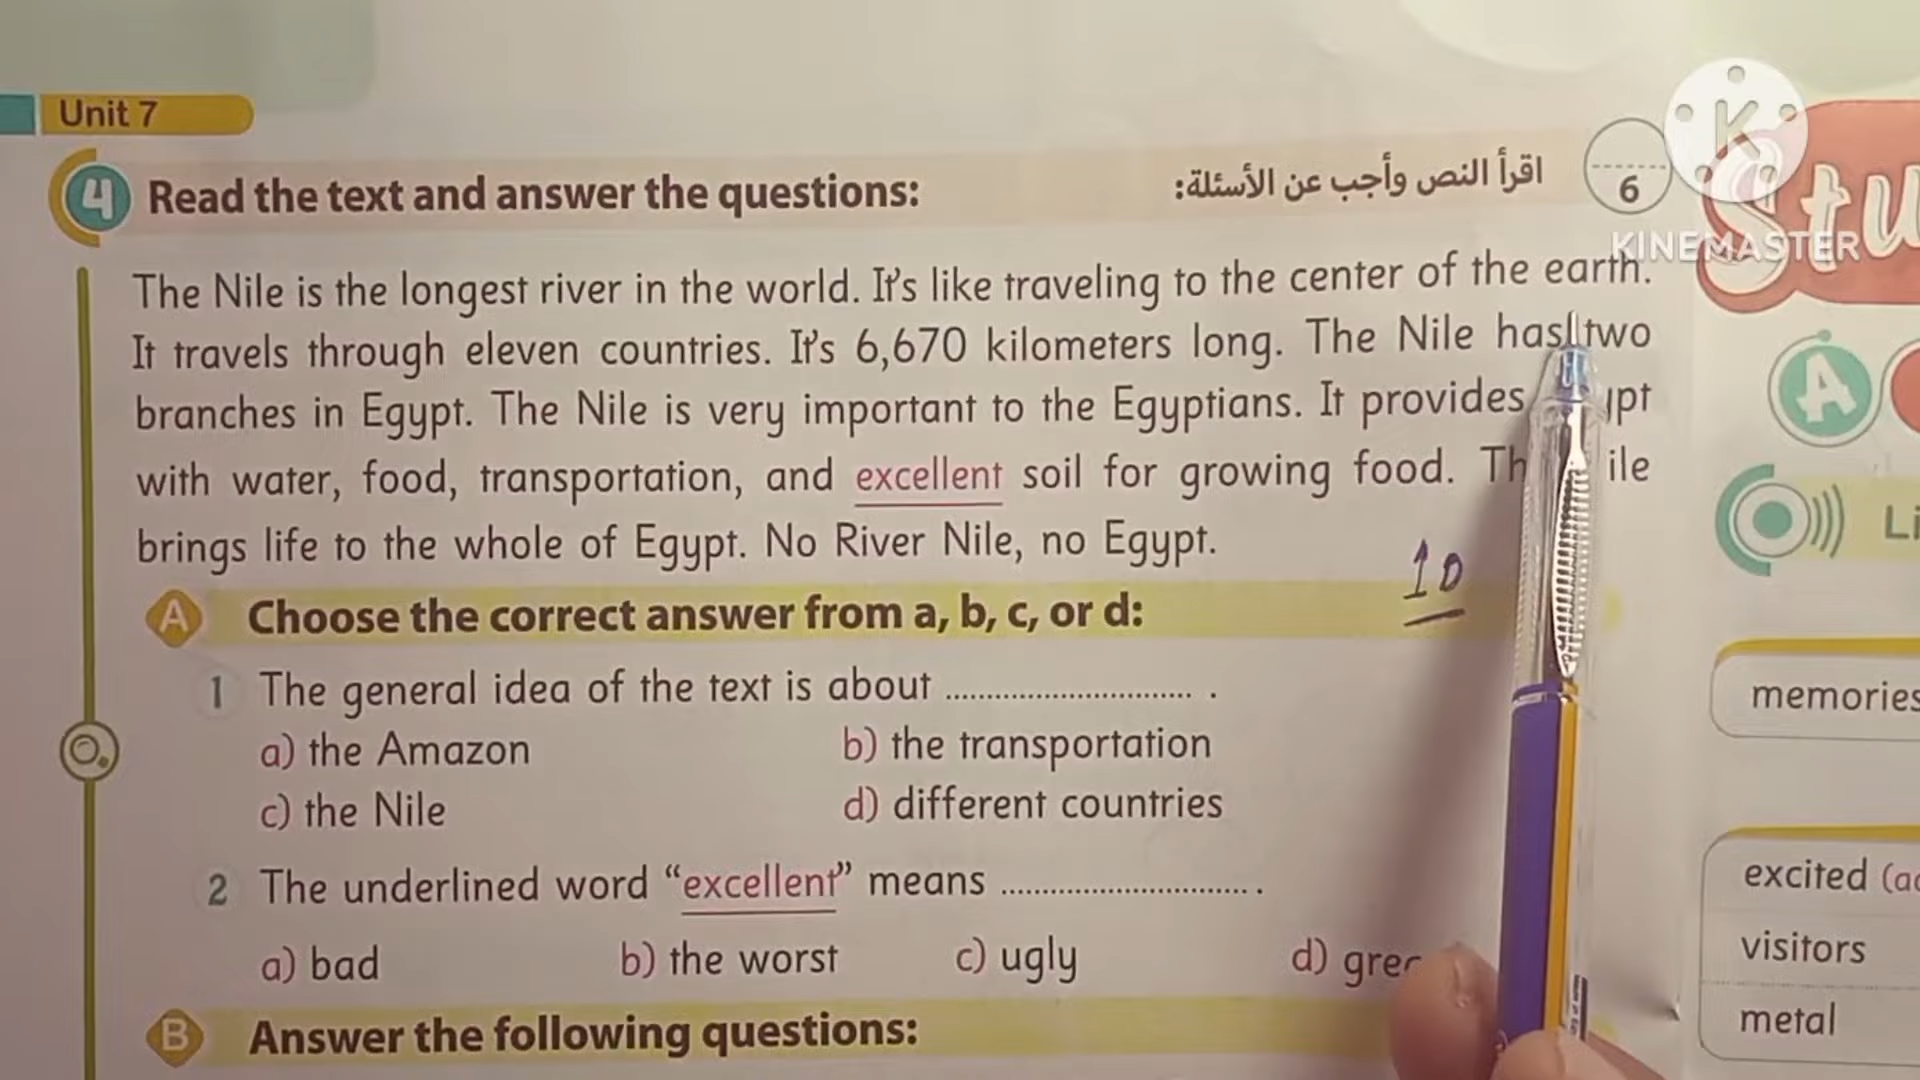 Unit 7
4 Read the text and answer the questions:
اقرأ النص وأجب عن الأسئلة:
6
K
KINEMASTER
The Nile is the longest river in the world. It's like traveling to the center of the earth.
It travels through eleven countries. It's 6,670 kilometers long. The Nile has two
branches in Egypt. The Nile is very important to the Egyptians. It provides
with water, food, transportation, and excellent soil for growing food.
brings life to the whole of Egypt. No River Nile, no Egypt.
10
A Choose the correct answer from a, b, c, or d:
1 The general idea of the text is about ............................ .
a) the Amazon b) the transportation
c) the Nile d) different countries
2 The underlined word “excellent” means ............................ .
a) bad b) the worst c) ugly d)
B Answer the following questions:
A
memories
excited
visitors
metal